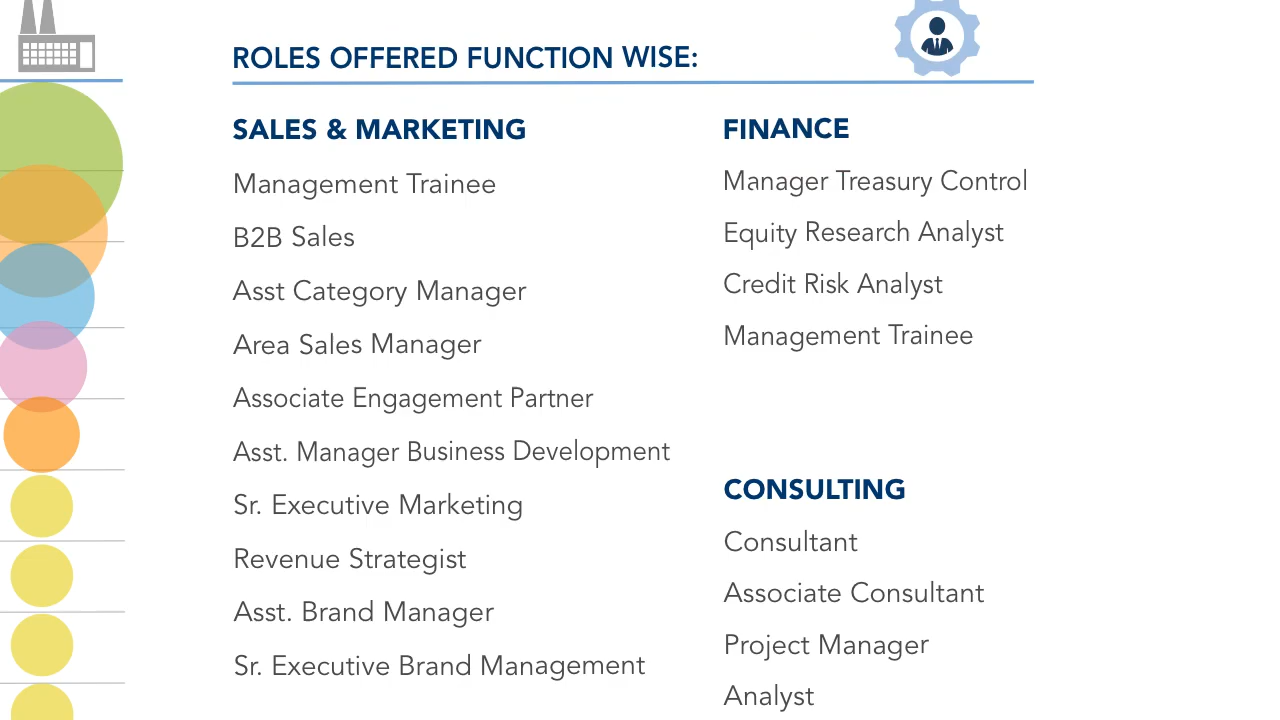 ROLES OFFERED FUNCTION WISE:
SALES & MARKETING
Management Trainee
B2B Sales
Asst Category Manager
Area Sales Manager
Associate Engagement Partner
Asst. Manager Business Development
Sr. Executive Marketing
Revenue Strategist
Asst. Brand Manager
Sr. Executive Brand Management
FINANCE
Manager Treasury Control
Equity Research Analyst
Credit Risk Analyst
Management Trainee
CONSULTING
Consultant
Associate Consultant
Project Manager
Analyst